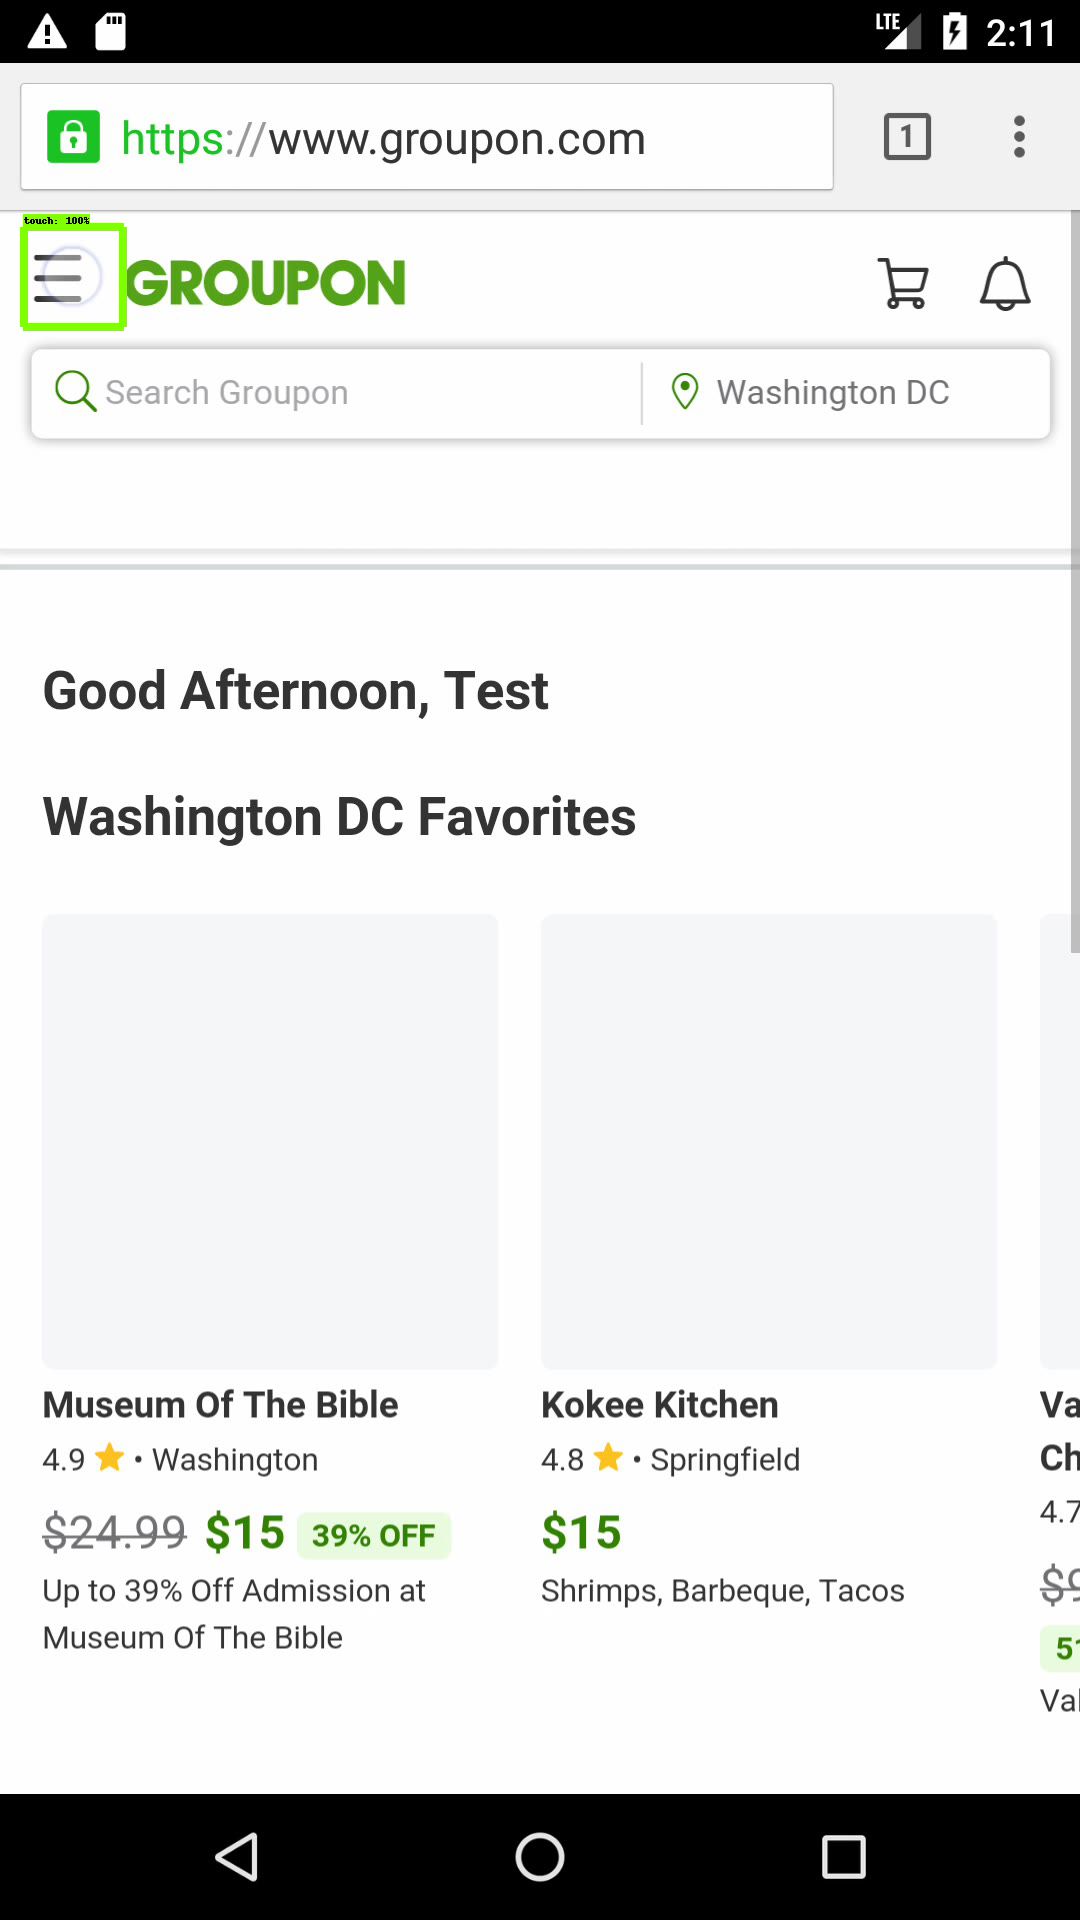 LTE 2:11
https://www.groupon.com 1
touch: 100%
GROUPON
Search Groupon Washington DC
Good Afternoon, Test
Washington DC Favorites
Museum Of The Bible
4.9 • Washington
$24.99 $15 39% OFF
Up to 39% Off Admission at
Museum Of The Bible
Kokee Kitchen
4.8 • Springfield
$15
Shrimps, Barbeque, Tacos
Va
Ch
4.7
$9
51
Val